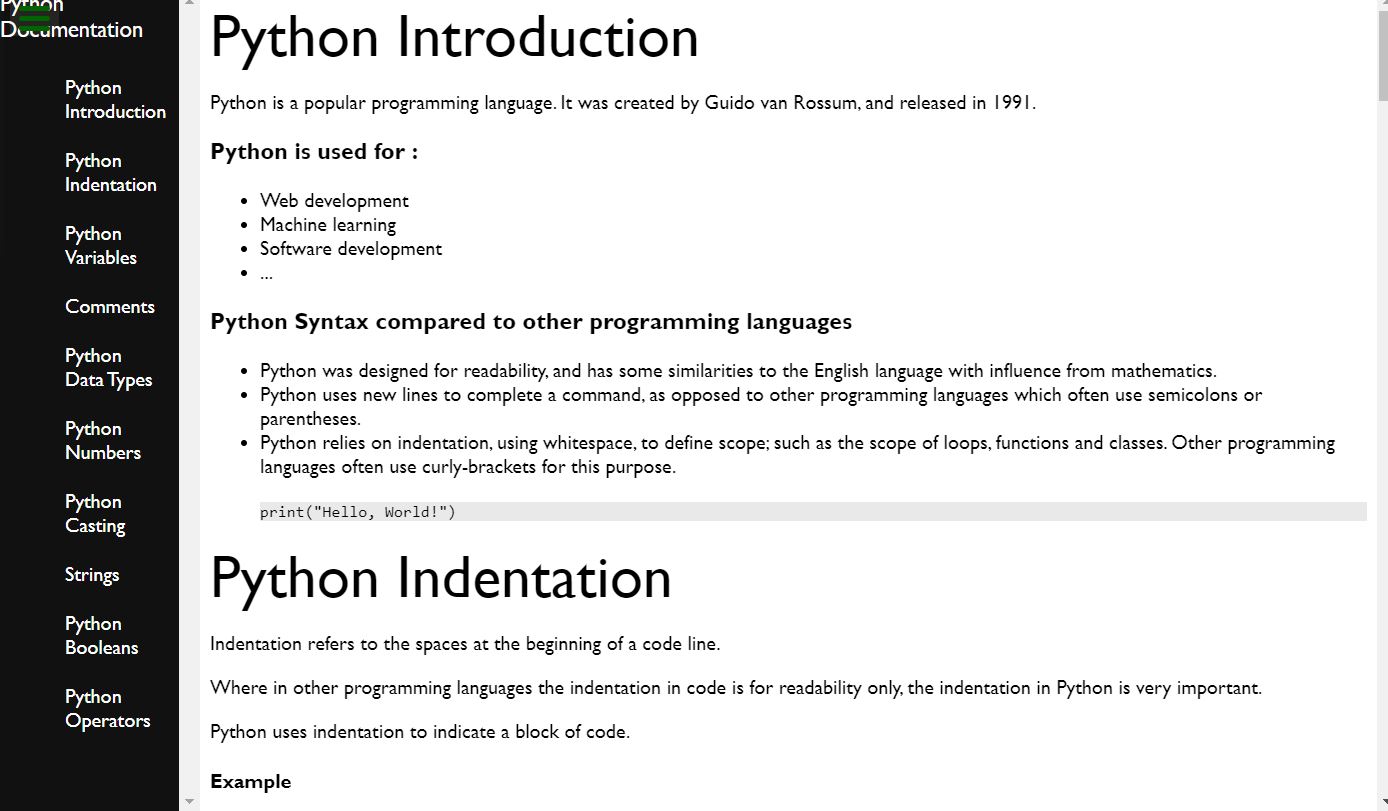 Python
Documentation
Python
Introduction
Python
Indentation
Python
Variables
Comments
Python
Data Types
Python
Numbers
Python
Casting
Strings
Python
Booleans
Python
Operators
Python Introduction
Python is a popular programming language. It was created by Guido van Rossum, and released in 1991.
Python is used for :
Web development
Machine learning
Software development
...
Python Syntax compared to other programming languages
Python was designed for readability, and has some similarities to the English language with influence from mathematics.
Python uses new lines to complete a command, as opposed to other programming languages which often use semicolons or
parentheses.
Python relies on indentation, using whitespace, to define scope; such as the scope of loops, functions and classes. Other programming
languages often use curly-brackets for this purpose.
print("Hello, World!")
Python Indentation
Indentation refers to the spaces at the beginning of a code line.
Where in other programming languages the indentation in code is for readability only, the indentation in Python is very important.
Python uses indentation to indicate a block of code.
Example